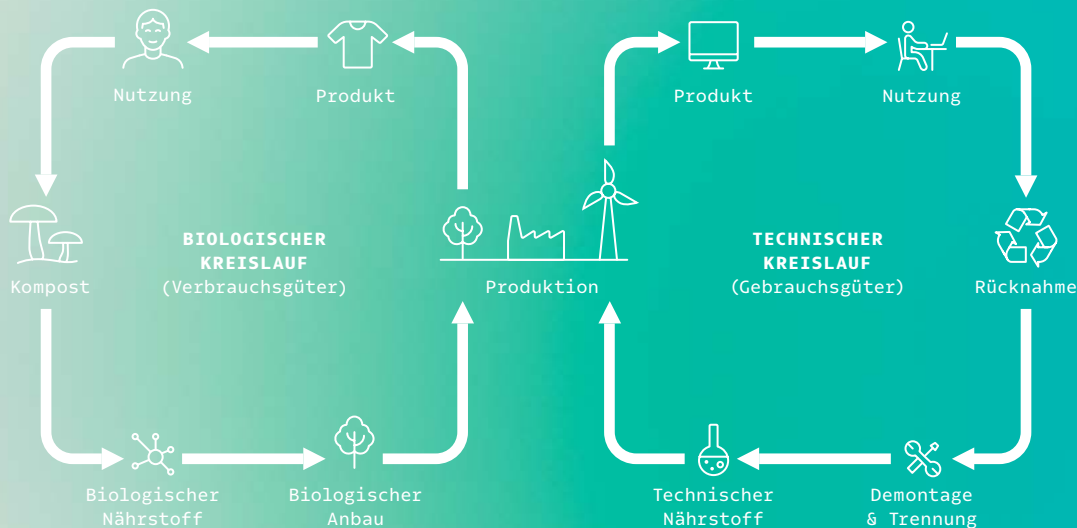 Nutzung
Produkt
Produkt
Nutzung
BIOLOGISCHER
KREISLAUF
(Verbrauchsgüter)
TECHNISCHER
KREISLAUF
(Gebrauchsgüter)
Kompost
Produktion
Rücknahme
Biologischer
Nährstoff
Biologischer
Anbau
Technischer
Nährstoff
Demontage
& Trennung